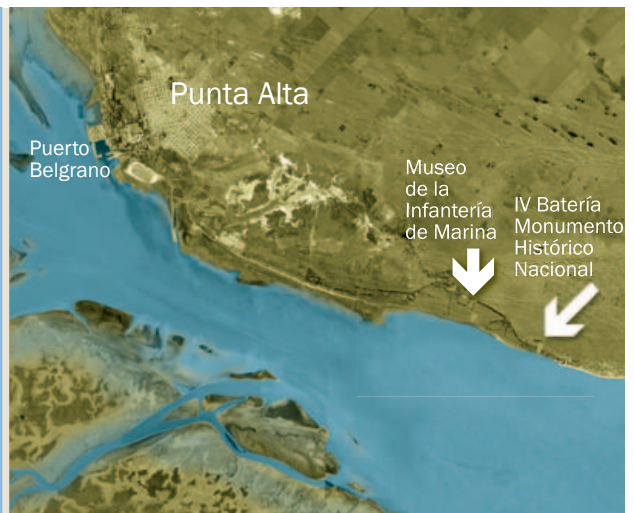 Punta Alta
Puerto
Belgrano
Museo
de la
Infantería
de Marina
IV Batería
Monumento
Histórico
Nacional